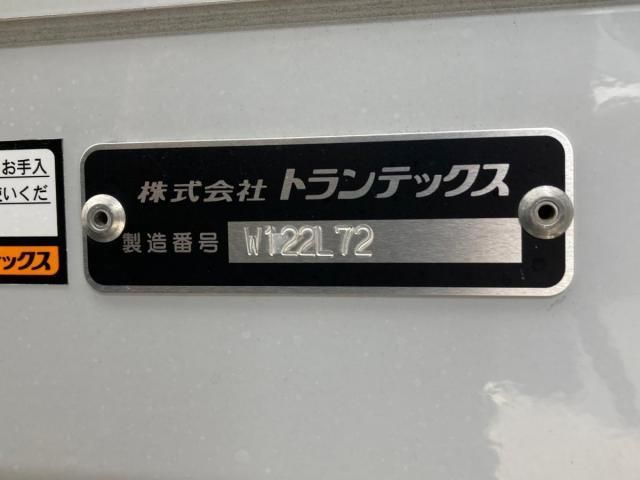 お手入
いくだ
ックス
株式会社 トランテックス
製造番号 W122L72